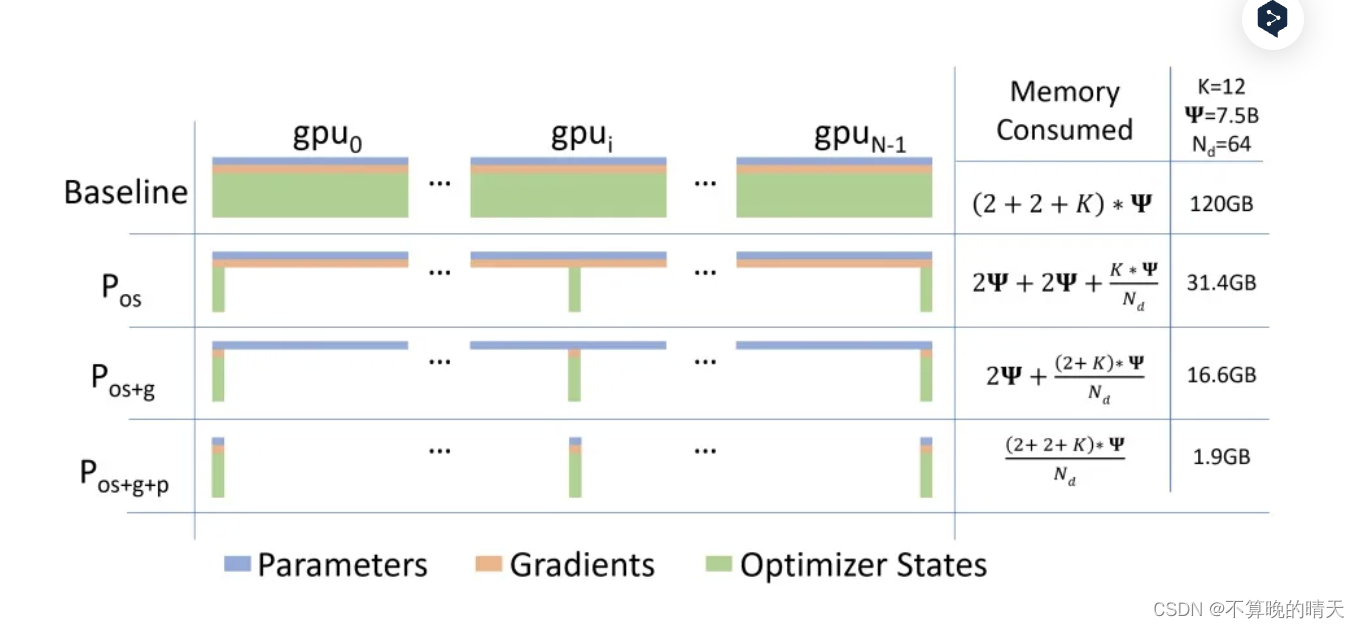 gpu0 gpui gpuN-1 Memory Consumed K=12 Ψ=7.5B Nd=64
Baseline ... ... (2 + 2 + K) ∗ Ψ 120GB
Pos ... ... 2Ψ + 2Ψ + K ∗ Ψ / Nd 31.4GB
Pos+g ... ... 2Ψ + (2+ K)∗ Ψ / Nd 16.6GB
Pos+g+p ... ... (2+ 2+ K)∗ Ψ / Nd 1.9GB
Parameters Gradients Optimizer States
CSDN @不算晚的晴天